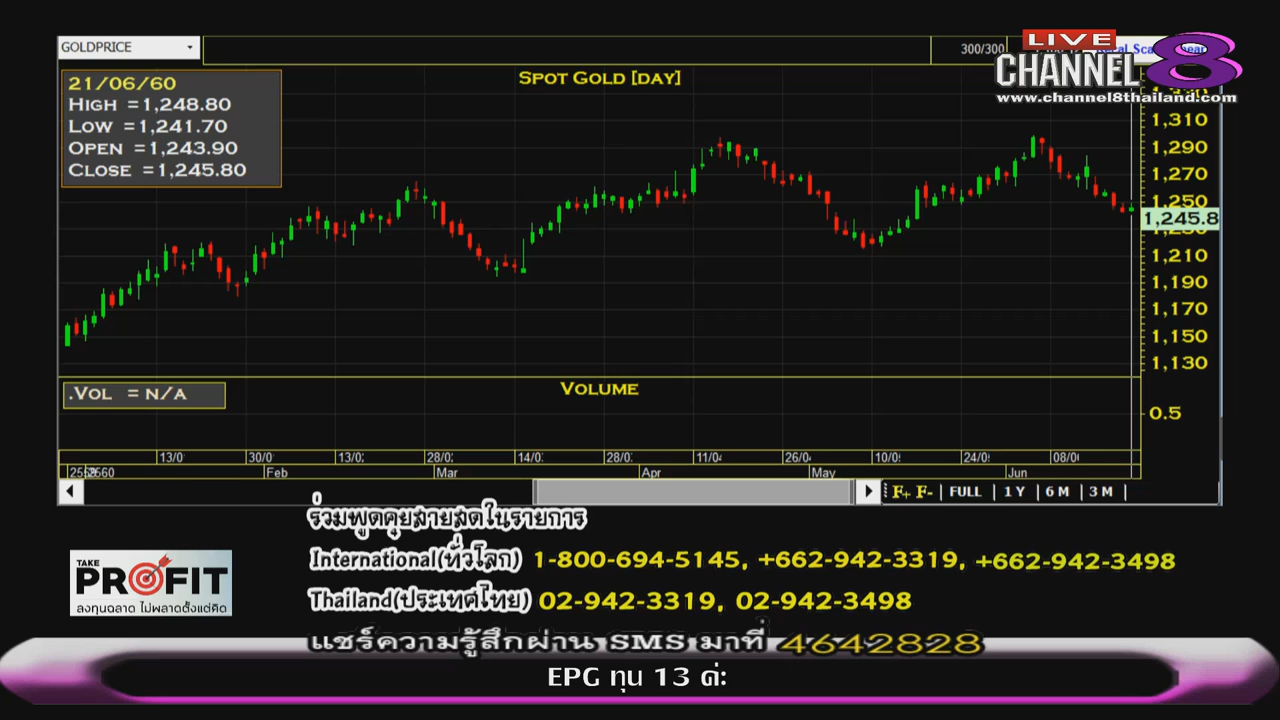 GOLDPRICE
300/300
LIVE
CHANNEL 8
www.channel8thailand.com
21/06/60
HIGH =1,248.80
LOW =1,241.70
OPEN =1,243.90
CLOSE =1,245.80
SPOT GOLD [DAY]
1,310
1,290
1,270
1,250
1,245.8
1,230
1,210
1,190
1,170
1,150
1,130
.VOL = N/A
VOLUME
0.5
13/0 30/0 13/0 28/0 14/0 28/0 11/04 26/04 10/0 24/0 08/0
2560 Feb Mar Apr May Jun
F+ F- | FULL | 1 Y | 6 M | 3 M |
ร่วมพูดคุยสายสดในรายการ
International(ทั่วโลก) 1-800-694-5145, +662-942-3319, +662-942-3498
Thailand(ประเทศไทย) 02-942-3319, 02-942-3498
แชร์ความรู้สึกผ่าน SMS มาที่ 4642828
TAKE
PROFIT
ลงทุนฉลาด ไม่พลาดตั้งแต่คิด
EPG ทุน 13 ค่ะ